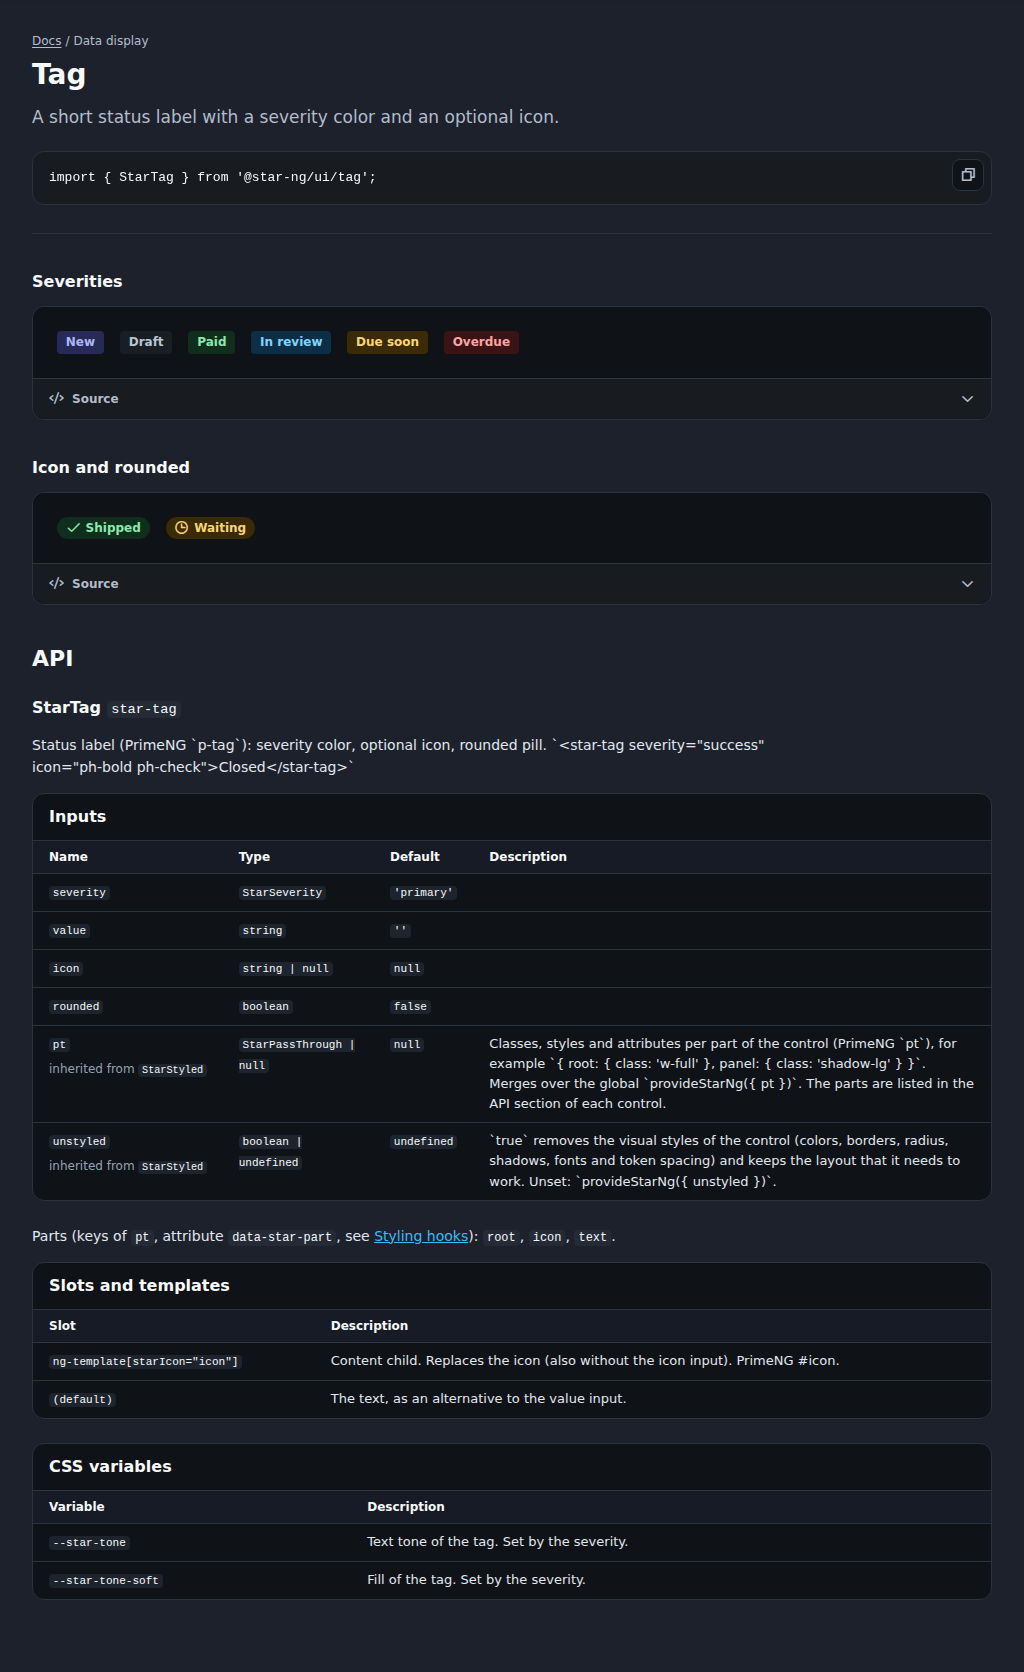 Docs / Data display
Tag
A short status label with a severity color and an optional icon.
import { StarTag } from '@star-ng/ui/tag';
Severities
New Draft Paid In review Due soon Overdue
</> Source
Icon and rounded
Shipped Waiting
</> Source
API
StarTag star-tag
Status label (PrimeNG `p-tag`): severity color, optional icon, rounded pill. `<star-tag severity="success"
icon="ph-bold ph-check">Closed</star-tag>`
Inputs
Name Type Default Description
severity StarSeverity 'primary'
value string ''
icon string | null null
rounded boolean false
pt StarPassThrough | null Classes, styles and attributes per part of the control (PrimeNG `pt`), for
inherited from StarStyled null example `{ root: { class: 'w-full' }, panel: { class: 'shadow-lg' } }`.
Merges over the global `provideStarNg({ pt })`. The parts are listed in the
API section of each control.
unstyled boolean | undefined `true` removes the visual styles of the control (colors, borders, radius,
inherited from StarStyled undefined shadows, fonts and token spacing) and keeps the layout that it needs to
work. Unset: `provideStarNg({ unstyled })`.
Parts (keys of pt, attribute data-star-part, see Styling hooks): root, icon, text.
Slots and templates
Slot Description
ng-template[starIcon="icon"] Content child. Replaces the icon (also without the icon input). PrimeNG #icon.
(default) The text, as an alternative to the value input.
CSS variables
Variable Description
--star-tone Text tone of the tag. Set by the severity.
--star-tone-soft Fill of the tag. Set by the severity.